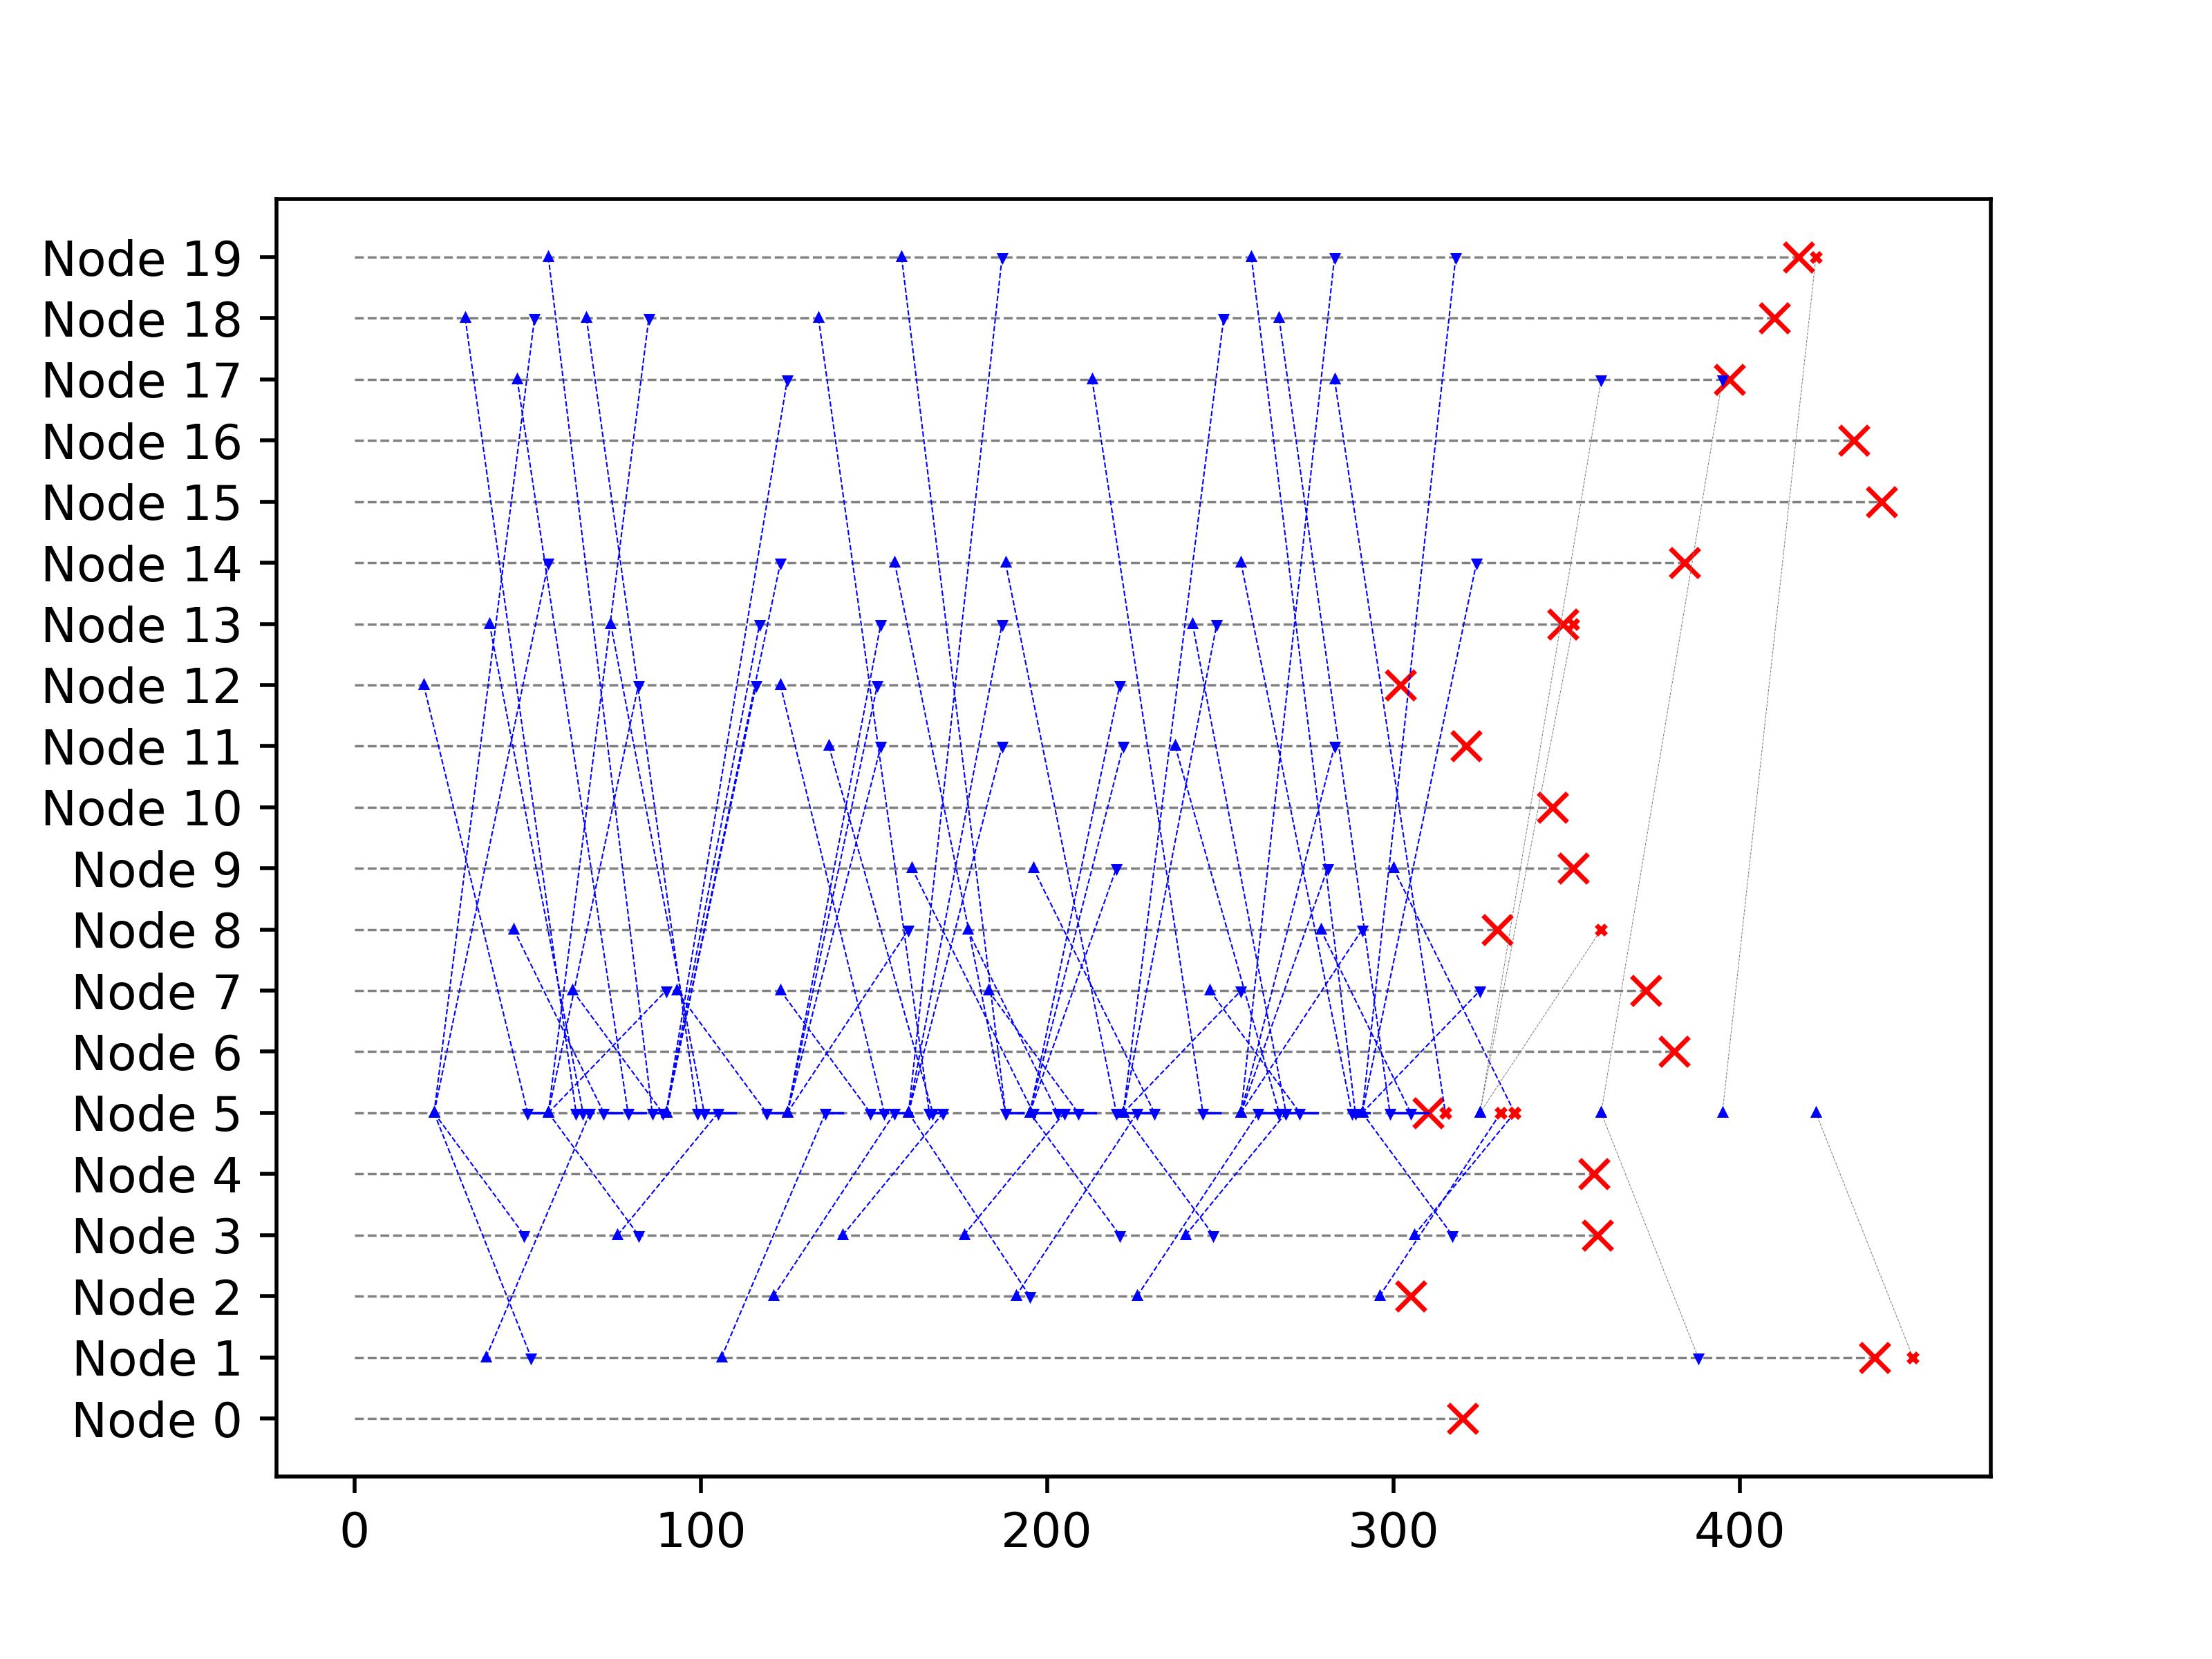 Node 19
Node 18
Node 17
Node 16
Node 15
Node 14
Node 13
Node 12
Node 11
Node 10
Node 9
Node 8
Node 7
Node 6
Node 5
Node 4
Node 3
Node 2
Node 1
Node 0
0 100 200 300 400